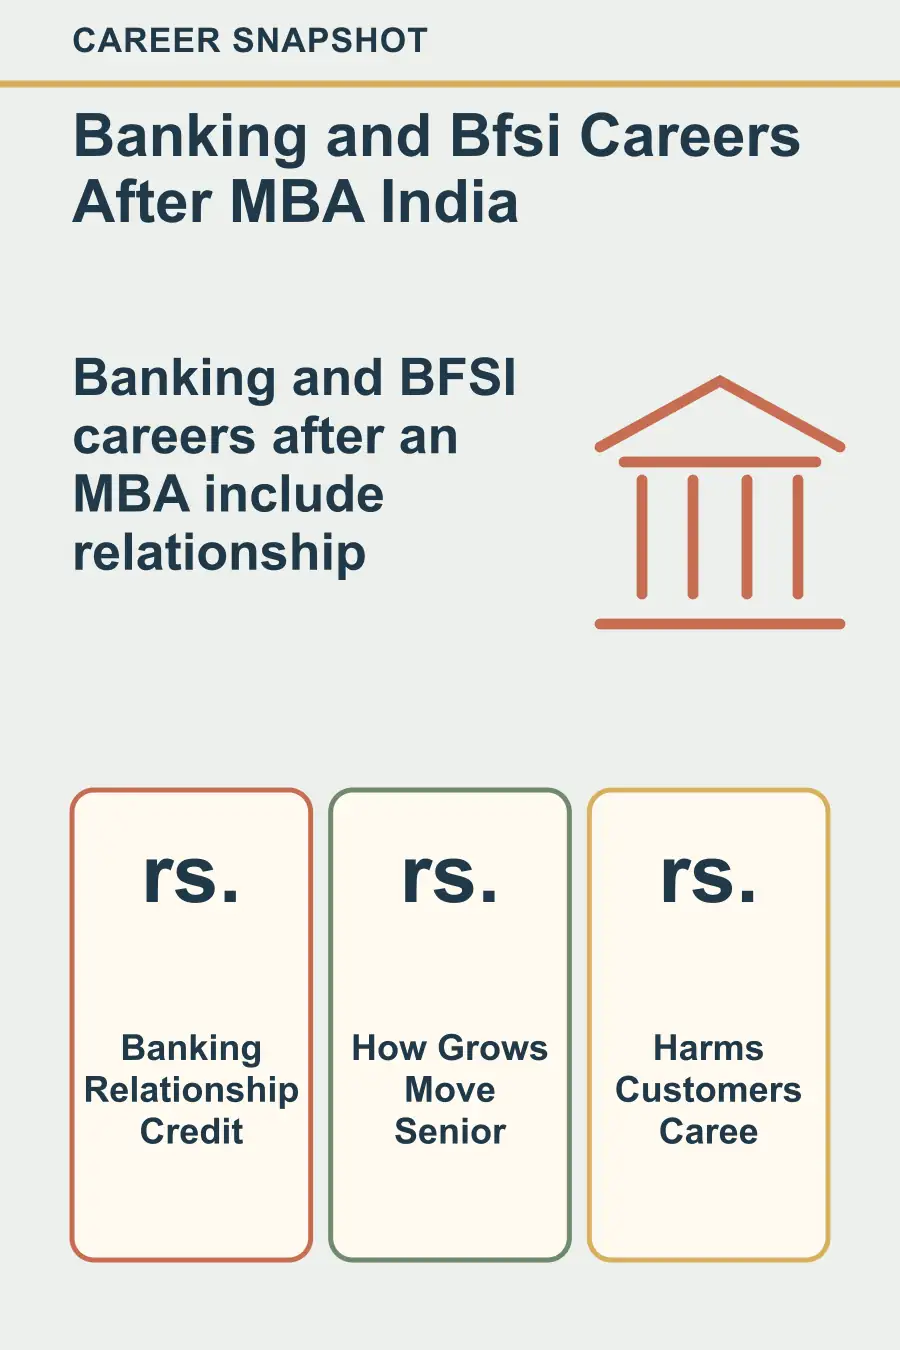 CAREER SNAPSHOT
Banking and Bfsi Careers
After MBA India
Banking and BFSI
careers after an
MBA include
relationship
rs.
Banking
Relationship
Credit
rs.
How Grows
Move
Senior
rs.
Harms
Customers
Caree